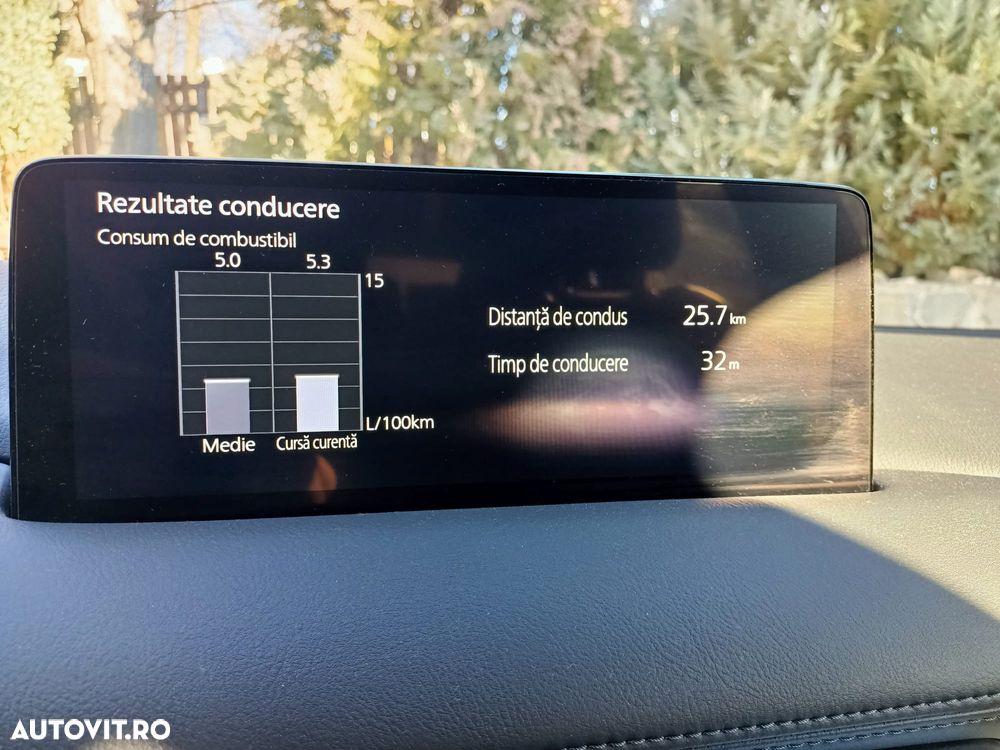 Rezultate conducere
Consum de combustibil
5.0 5.3
15
Distanță de condus 25.7 km
Timp de conducere 32 m
L/100km
Medie Cursă curentă
AUTOVIT.RO